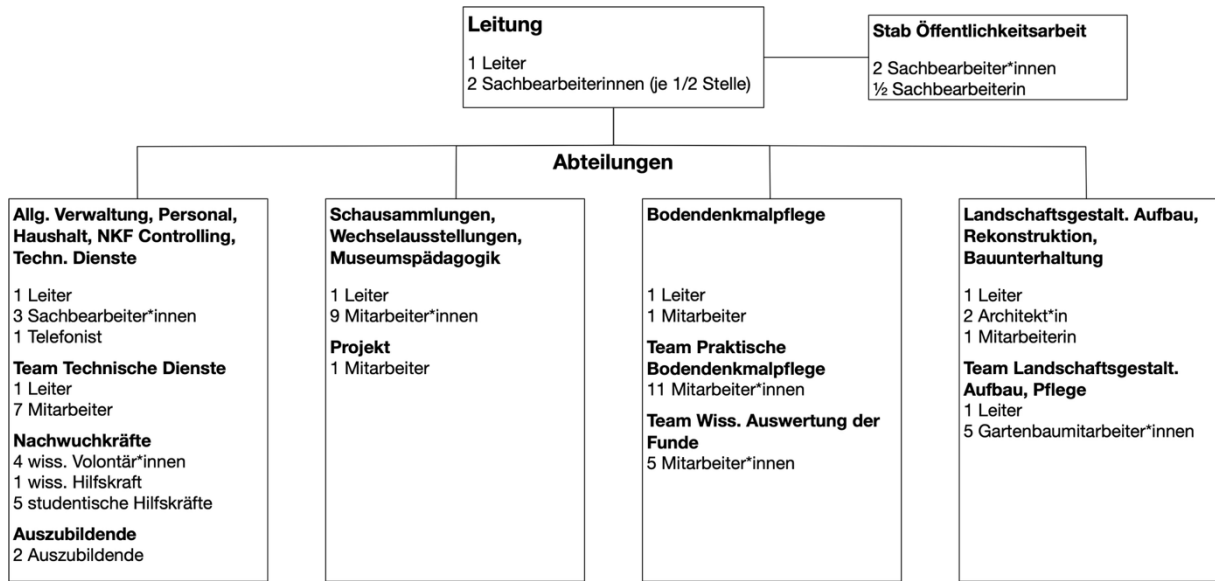 Leitung
1 Leiter
2 Sachbearbeiterinnen (je 1/2 Stelle)
Stab Öffentlichkeitsarbeit
2 Sachbearbeiter*innen
½ Sachbearbeiterin
Abteilungen
Allg. Verwaltung, Personal,
Haushalt, NKF Controlling,
Techn. Dienste
1 Leiter
3 Sachbearbeiter*innen
1 Telefonist
Team Technische Dienste
1 Leiter
7 Mitarbeiter
Nachwuchkräfte
4 wiss. Volontär*innen
1 wiss. Hilfskraft
5 studentische Hilfskräfte
Auszubildende
2 Auszubildende
Schausammlungen,
Wechselausstellungen,
Museumspädagogik
1 Leiter
9 Mitarbeiter*innen
Projekt
1 Mitarbeiter
Bodendenkmalpflege
1 Leiter
1 Mitarbeiter
Team Praktische
Bodendenkmalpflege
11 Mitarbeiter*innen
Team Wiss. Auswertung der
Funde
5 Mitarbeiter*innen
Landschaftsgestalt. Aufbau,
Rekonstruktion,
Bauunterhaltung
1 Leiter
2 Architekt*in
1 Mitarbeiterin
Team Landschaftsgestalt.
Aufbau, Pflege
1 Leiter
5 Gartenbaumitarbeiter*innen